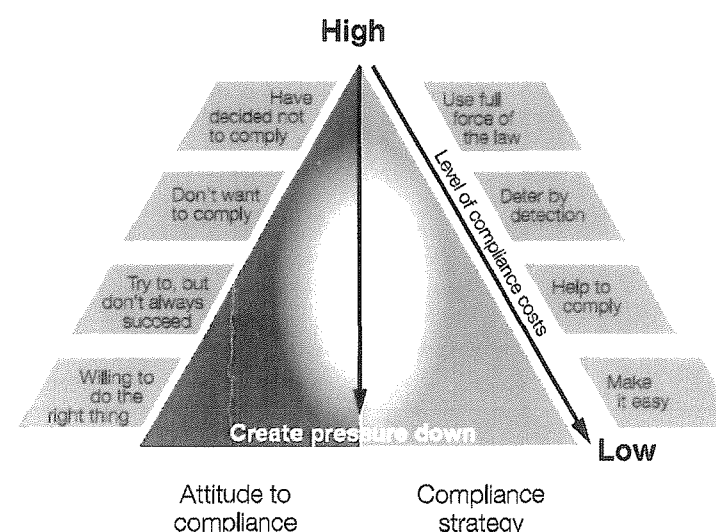 High
Have
decided not
to comply
Use full
force of
the law
Don't want
to comply
Deter by
detection
Level of compliance costs
Try to, but
don't always
succeed
Help to
comply
Willing to
do the
right thing
Make
it easy
Create pressure down
Low
Attitude to
compliance
Compliance
strategy